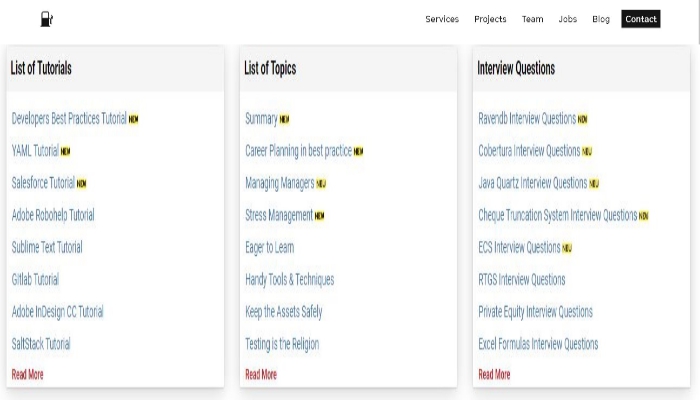 Services Projects Team Jobs Blog Contact
List of Tutorials
Developers Best Practices Tutorial NEW
YAML Tutorial NEW
Salesforce Tutorial NEW
Adobe Robohelp Tutorial
Sublime Text Tutorial
Gitlab Tutorial
Adobe InDesign CC Tutorial
SaltStack Tutorial
Read More
List of Topics
Summary NEW
Career Planning in best practice NEW
Managing Managers NEW
Stress Management NEW
Eager to Learn
Handy Tools & Techniques
Keep the Assets Safely
Testing is the Religion
Read More
Interview Questions
Ravendb Interview Questions NEW
Cobertura Interview Questions NEW
Java Quartz Interview Questions NEW
Cheque Truncation System Interview Questions NEW
ECS Interview Questions NEW
RTGS Interview Questions
Private Equity Interview Questions
Excel Formulas Interview Questions
Read More